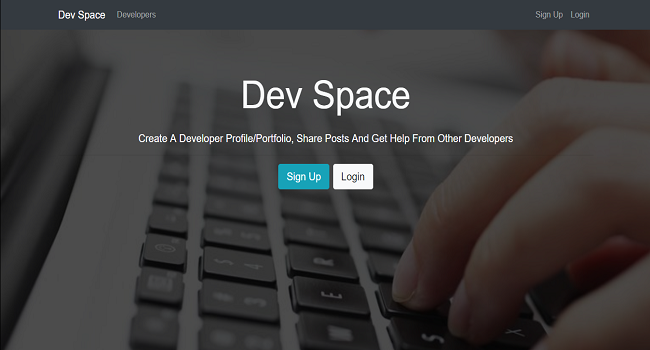 Dev Space Developers Sign Up Login
Dev Space
Create A Developer Profile/Portfolio, Share Posts And Get Help From Other Developers
Sign Up Login